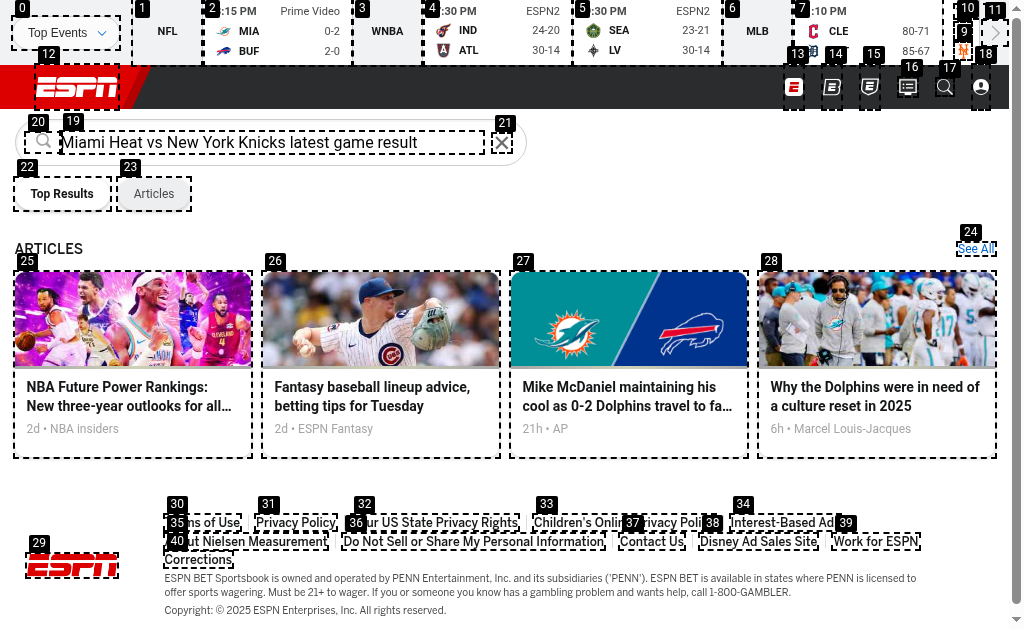 0
Top Events
1
NFL
2
:15 PM Prime Video
MIA 0-2
BUF 2-0
3
WNBA
4
:30 PM ESPN2
IND 24-20
ATL 30-14
5
:30 PM ESPN2
SEA 23-21
LV 30-14
6
MLB
7
:10 PM
CLE 80-71
85-67
9
10
11
12
ESPN
13
14
15
16
17
18
20
19
Miami Heat vs New York Knicks latest game result
21
22
Top Results
23
Articles
ARTICLES
24
See All
25
NBA Future Power Rankings:
New three-year outlooks for all...
2d • NBA insiders
26
Fantasy baseball lineup advice,
betting tips for Tuesday
2d • ESPN Fantasy
27
Mike McDaniel maintaining his
cool as 0-2 Dolphins travel to fa...
21h • AP
28
Why the Dolphins were in need of
a culture reset in 2025
6h • Marcel Louis-Jacques
29
ESPN
30
ms of Use
31
Privacy Policy
32
ur US State Privacy Rights
33
Children's Onlin
rivacy Poli
34
Interest-Based Ad
35
ut Nielsen Measurement
36
Do Not Sell or Share My Personal Information
37
Contact Us
38
Disney Ad Sales Site
39
Work for ESPN
40
Corrections
ESPN BET Sportsbook is owned and operated by PENN Entertainment, Inc. and its subsidiaries ('PENN'). ESPN BET is available in states where PENN is licensed to
offer sports wagering. Must be 21+ to wager. If you or someone you know has a gambling problem and wants help, call 1-800-GAMBLER.
Copyright: © 2025 ESPN Enterprises, Inc. All rights reserved.